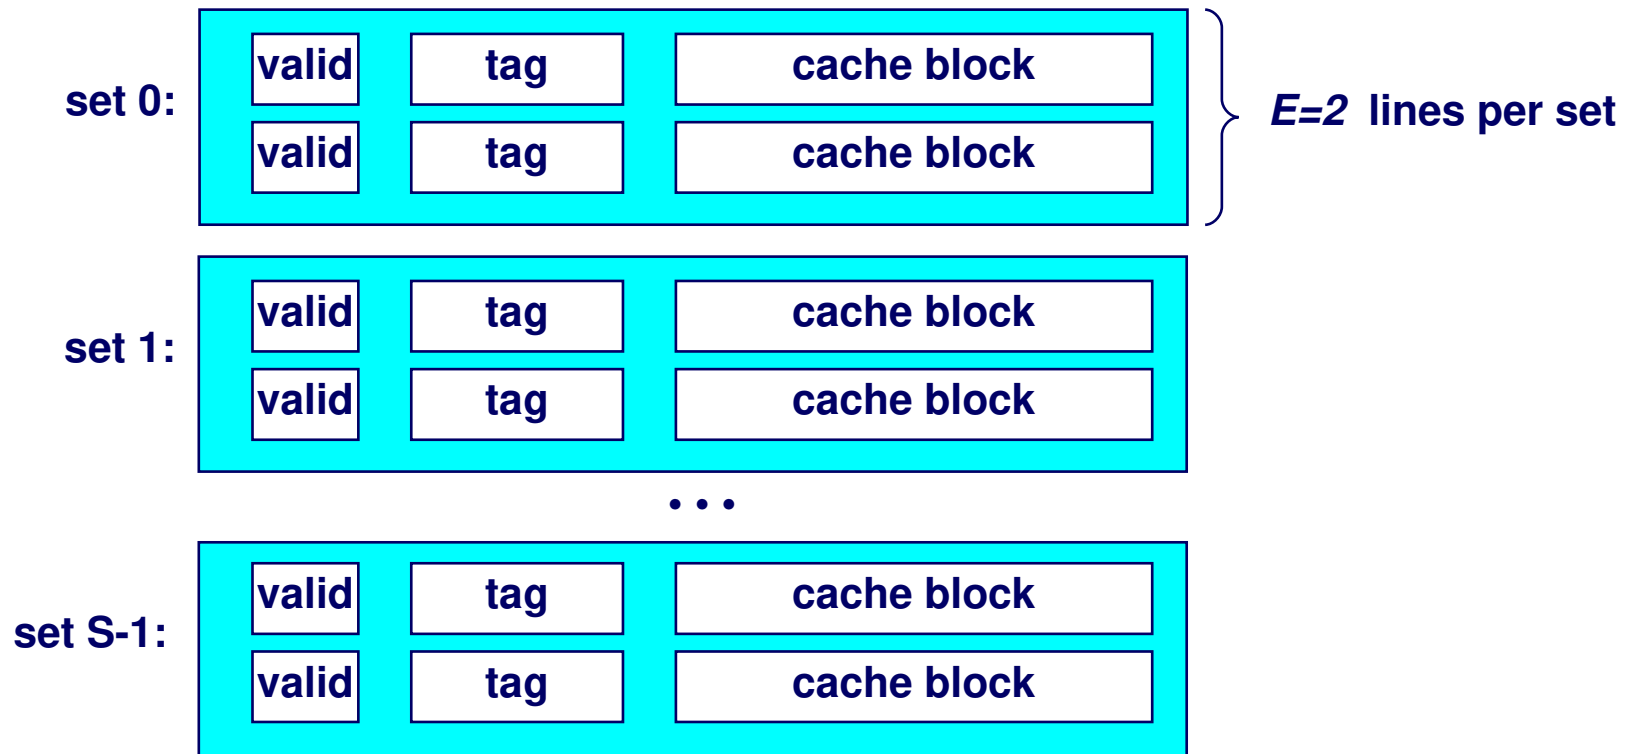 valid tag cache block
set 0:
E=2 lines per set
valid tag cache block
valid tag cache block
set 1:
valid tag cache block
• • •
valid tag cache block
set S-1:
valid tag cache block